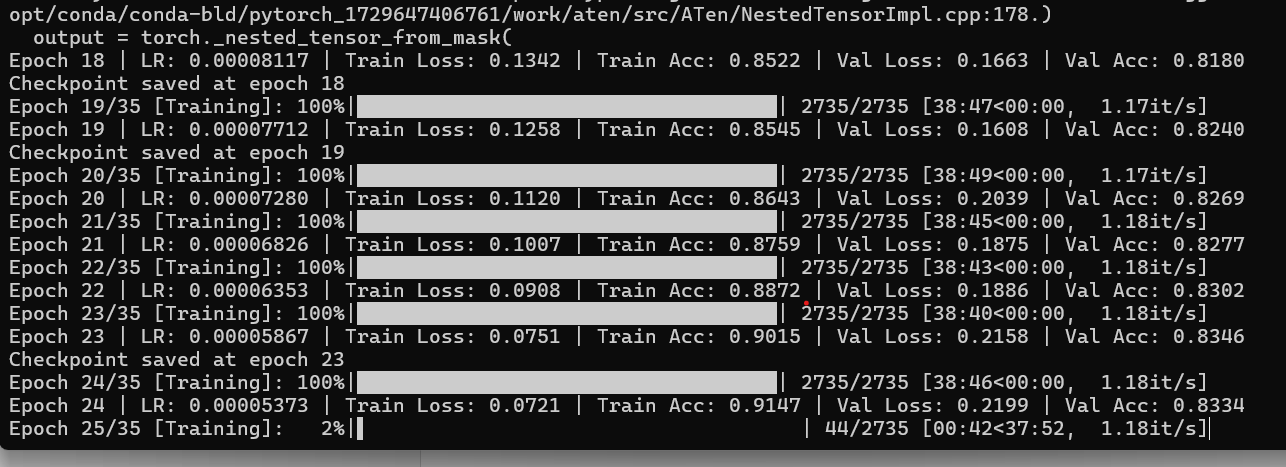 opt/conda/conda-bld/pytorch_1729647406761/work/aten/src/ATen/NestedTensorImpl.cpp:178.)
  output = torch._nested_tensor_from_mask(
Epoch 18 | LR: 0.00008117 | Train Loss: 0.1342 | Train Acc: 0.8522 | Val Loss: 0.1663 | Val Acc: 0.8180
Checkpoint saved at epoch 18
Epoch 19/35 [Training]: 100%|██████████| 2735/2735 [38:47<00:00,  1.17it/s]
Epoch 19 | LR: 0.00007712 | Train Loss: 0.1258 | Train Acc: 0.8545 | Val Loss: 0.1608 | Val Acc: 0.8240
Checkpoint saved at epoch 19
Epoch 20/35 [Training]: 100%|██████████| 2735/2735 [38:49<00:00,  1.17it/s]
Epoch 20 | LR: 0.00007280 | Train Loss: 0.1120 | Train Acc: 0.8643 | Val Loss: 0.2039 | Val Acc: 0.8269
Epoch 21/35 [Training]: 100%|██████████| 2735/2735 [38:45<00:00,  1.18it/s]
Epoch 21 | LR: 0.00006826 | Train Loss: 0.1007 | Train Acc: 0.8759 | Val Loss: 0.1875 | Val Acc: 0.8277
Epoch 22/35 [Training]: 100%|██████████| 2735/2735 [38:43<00:00,  1.18it/s]
Epoch 22 | LR: 0.00006353 | Train Loss: 0.0908 | Train Acc: 0.8872 | Val Loss: 0.1886 | Val Acc: 0.8302
Epoch 23/35 [Training]: 100%|██████████| 2735/2735 [38:40<00:00,  1.18it/s]
Epoch 23 | LR: 0.00005867 | Train Loss: 0.0751 | Train Acc: 0.9015 | Val Loss: 0.2158 | Val Acc: 0.8346
Checkpoint saved at epoch 23
Epoch 24/35 [Training]: 100%|██████████| 2735/2735 [38:46<00:00,  1.18it/s]
Epoch 24 | LR: 0.00005373 | Train Loss: 0.0721 | Train Acc: 0.9147 | Val Loss: 0.2199 | Val Acc: 0.8334
Epoch 25/35 [Training]:   2%|▏         | 44/2735 [00:42<37:52,  1.18it/s]